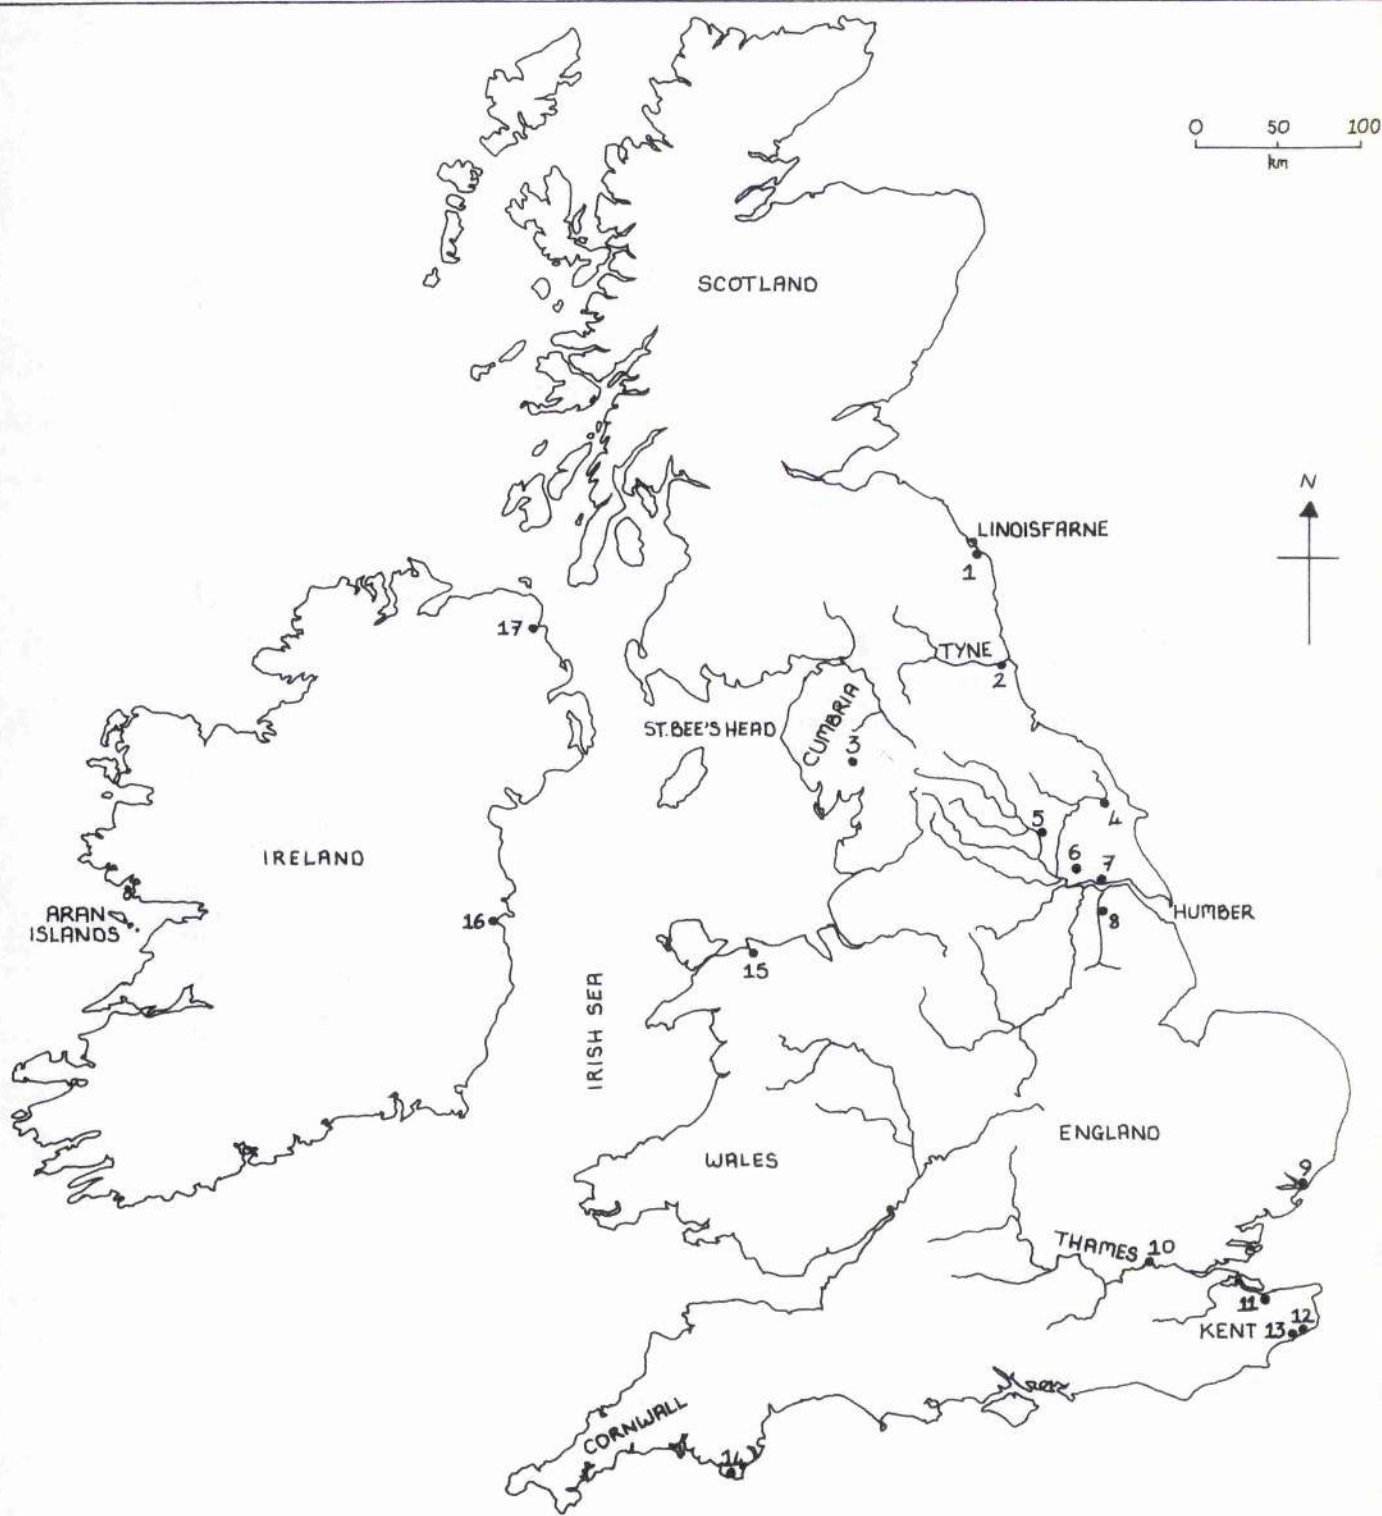 0 50 100
km
SCOTLAND
N
LINDISFARNE
1
17
TYNE
2
ST. BEE'S HEAD
CUMBRIA
3
4
5
IRELAND
6
7
ARAN
ISLANDS
16
HUMBER
8
15
IRISH SEA
ENGLAND
WALES
9
THAMES
10
11
12
KENT 13
CORNWALL
14